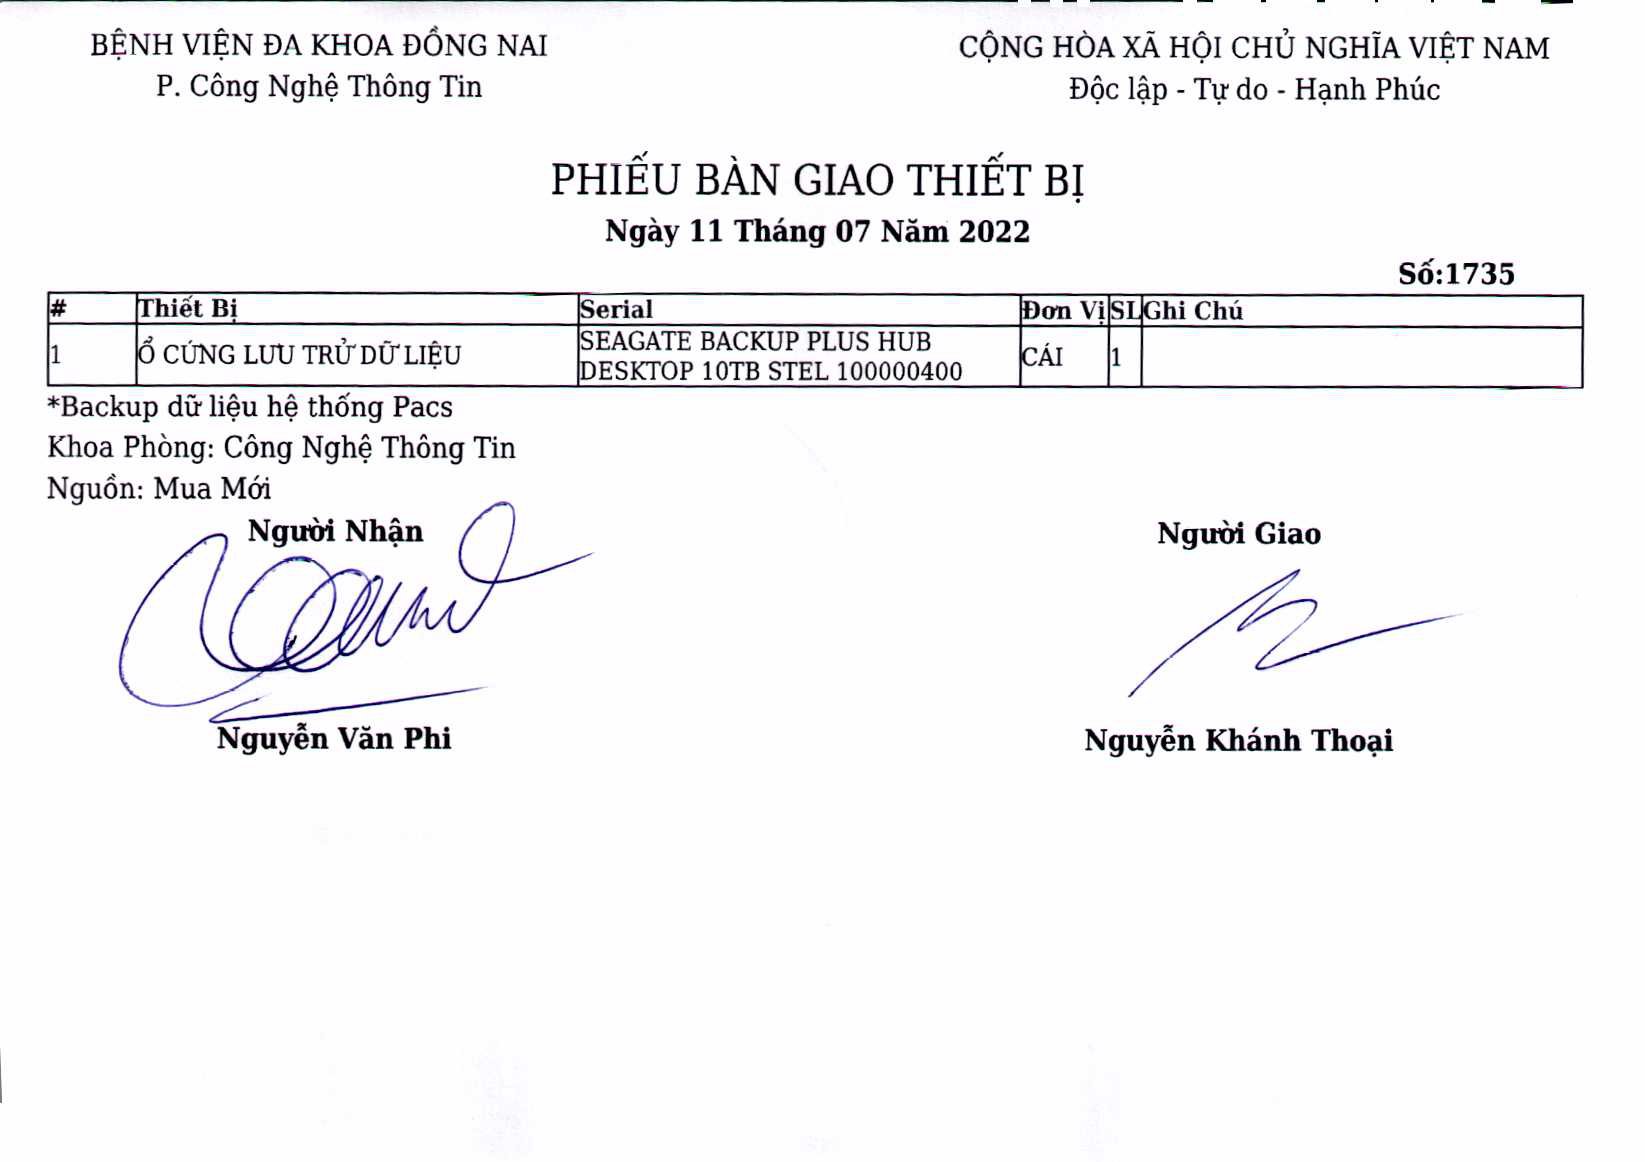 BỆNH VIỆN ĐA KHOA ĐỒNG NAI
P. Công Nghệ Thông Tin
CỘNG HÒA XÃ HỘI CHỦ NGHĨA VIỆT NAM
Độc lập - Tự do - Hạnh Phúc
PHIẾU BÀN GIAO THIẾT BỊ
Ngày 11 Tháng 07 Năm 2022
Số:1735
# Thiết Bị Serial Đơn Vị SL Ghi Chú
1 Ổ CỨNG LƯU TRỬ DỮ LIỆU SEAGATE BACKUP PLUS HUB CÁI 1
DESKTOP 10TB STEL 100000400
*Backup dữ liệu hệ thống Pacs
Khoa Phòng: Công Nghệ Thông Tin
Nguồn: Mua Mới
Người Nhận
Người Giao
Nguyễn Văn Phi
Nguyễn Khánh Thoại